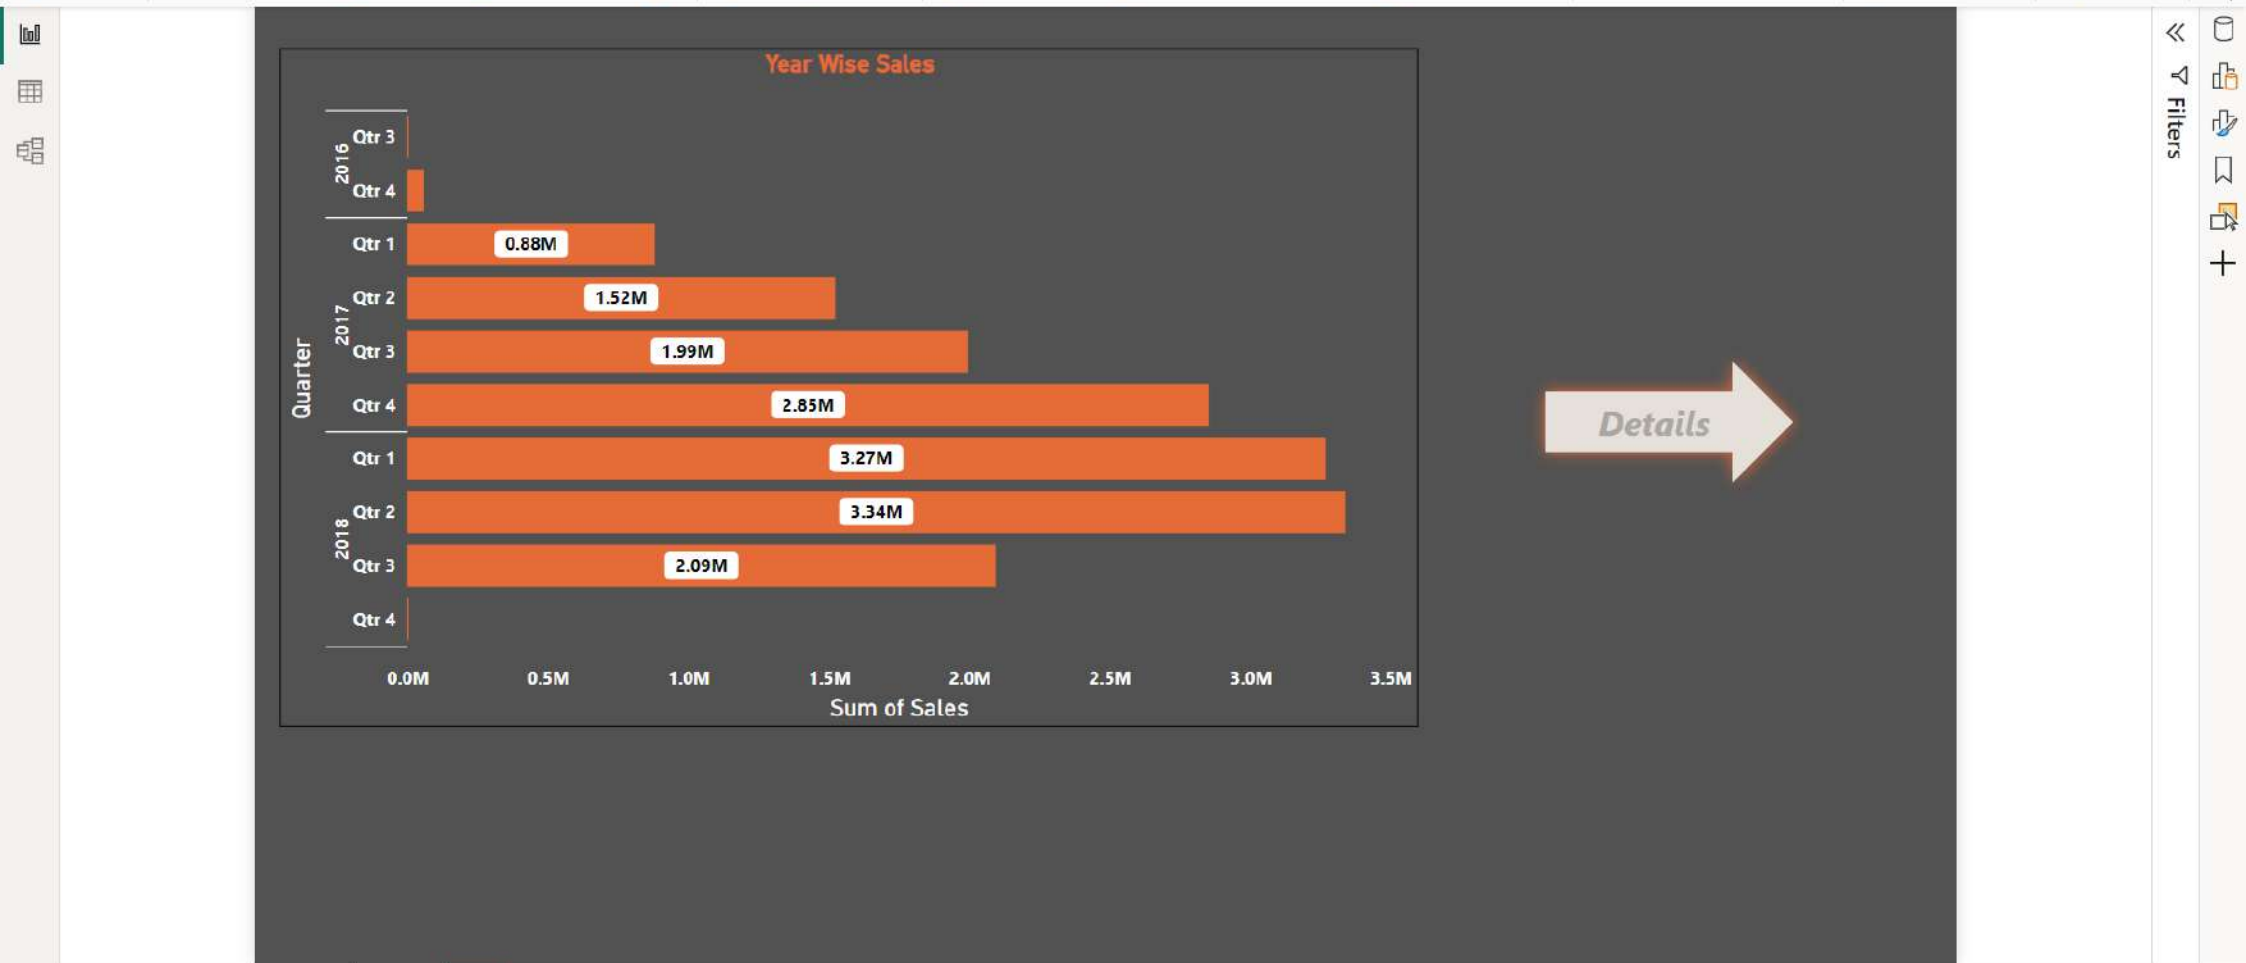 Year Wise Sales
Quarter
2016
Qtr 3
Qtr 4
2017
Qtr 1
0.88M
Qtr 2
1.52M
Qtr 3
1.99M
Qtr 4
2.85M
2018
Qtr 1
3.27M
Qtr 2
3.34M
Qtr 3
2.09M
Qtr 4
0.0M 0.5M 1.0M 1.5M 2.0M 2.5M 3.0M 3.5M
Sum of Sales
Details
Filters